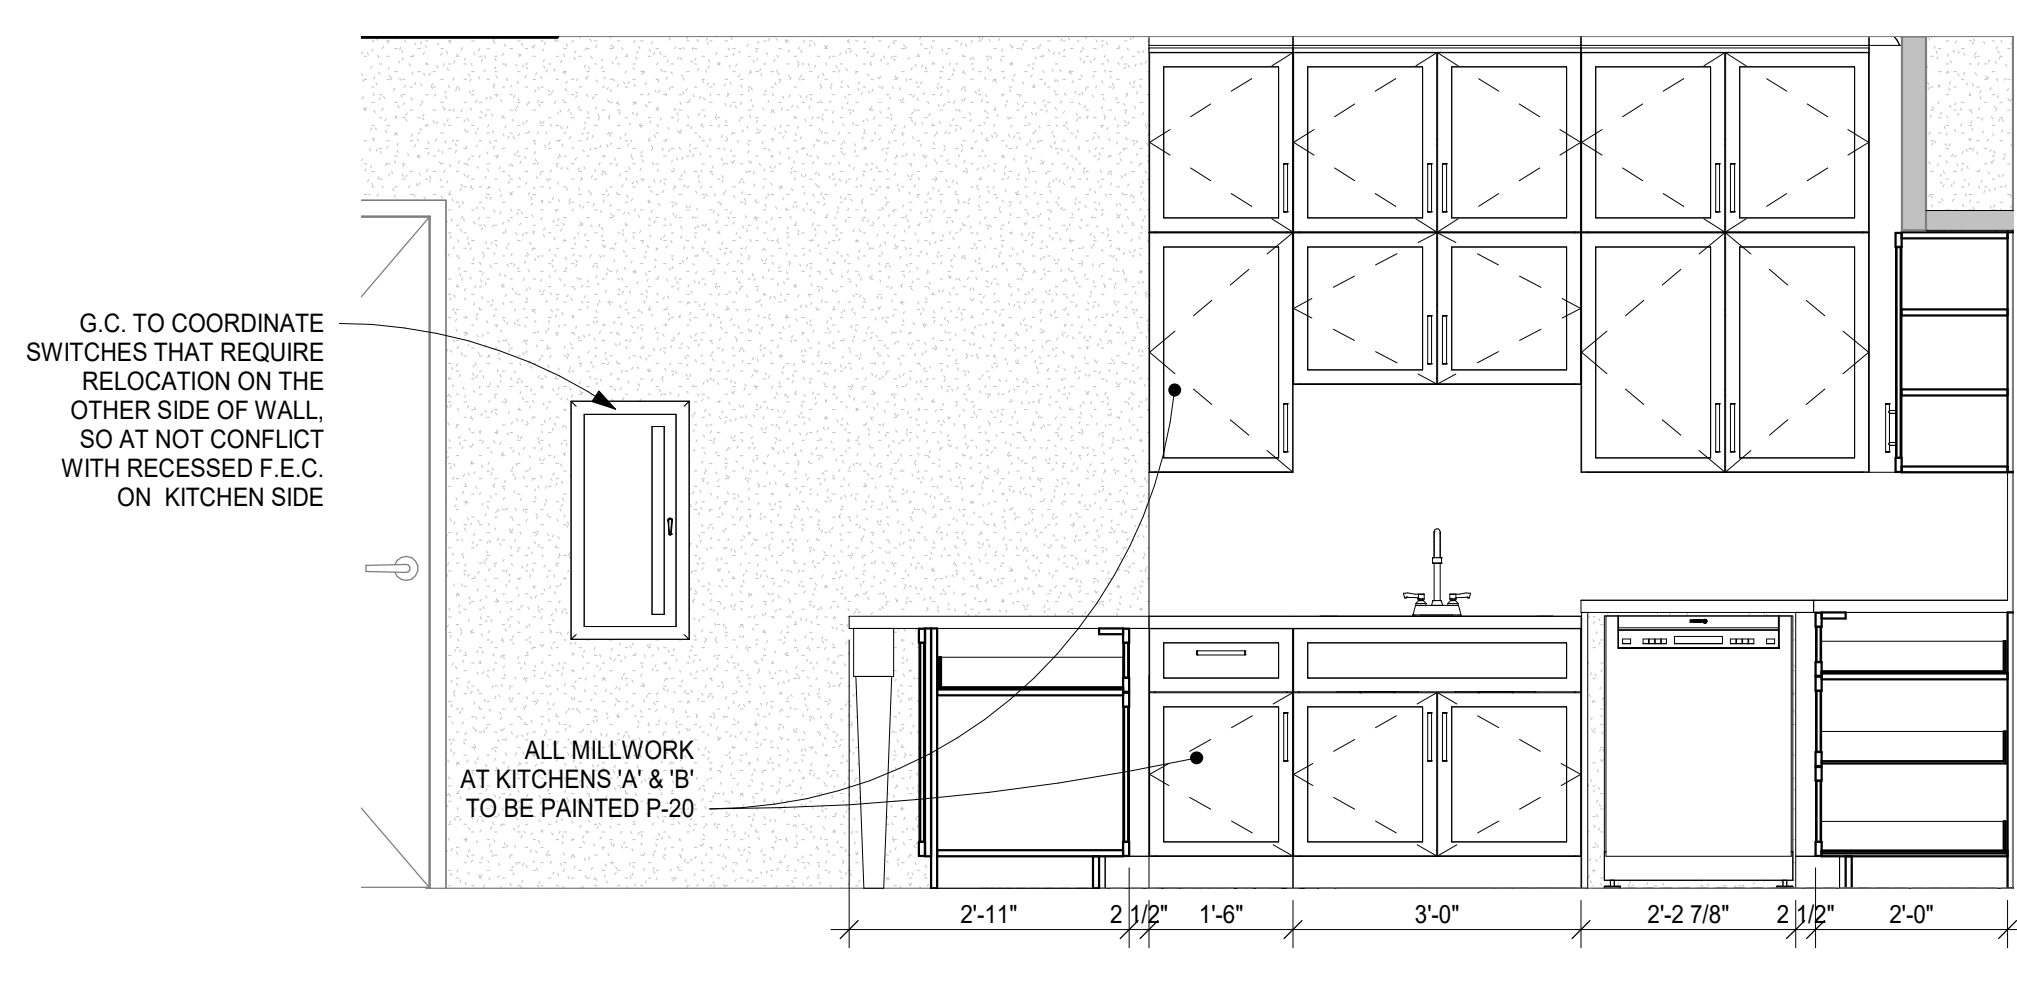 G.C. TO COORDINATE
SWITCHES THAT REQUIRE
RELOCATION ON THE
OTHER SIDE OF WALL,
SO AT NOT CONFLICT
WITH RECESSED F.E.C.
ON  KITCHEN SIDE
ALL MILLWORK
AT KITCHENS 'A' & 'B'
TO BE PAINTED P-20
2'-11" 2 1/2" 1'-6" 3'-0" 2'-2 7/8" 2 1/2" 2'-0"